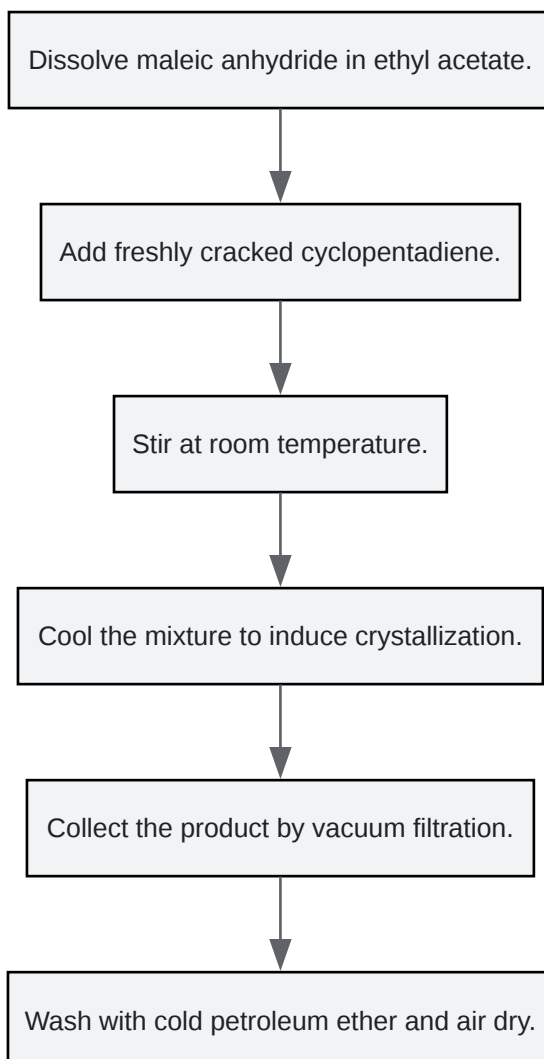 Dissolve maleic anhydride in ethyl acetate.
Add freshly cracked cyclopentadiene.
Stir at room temperature.
Cool the mixture to induce crystallization.
Collect the product by vacuum filtration.
Wash with cold petroleum ether and air dry.